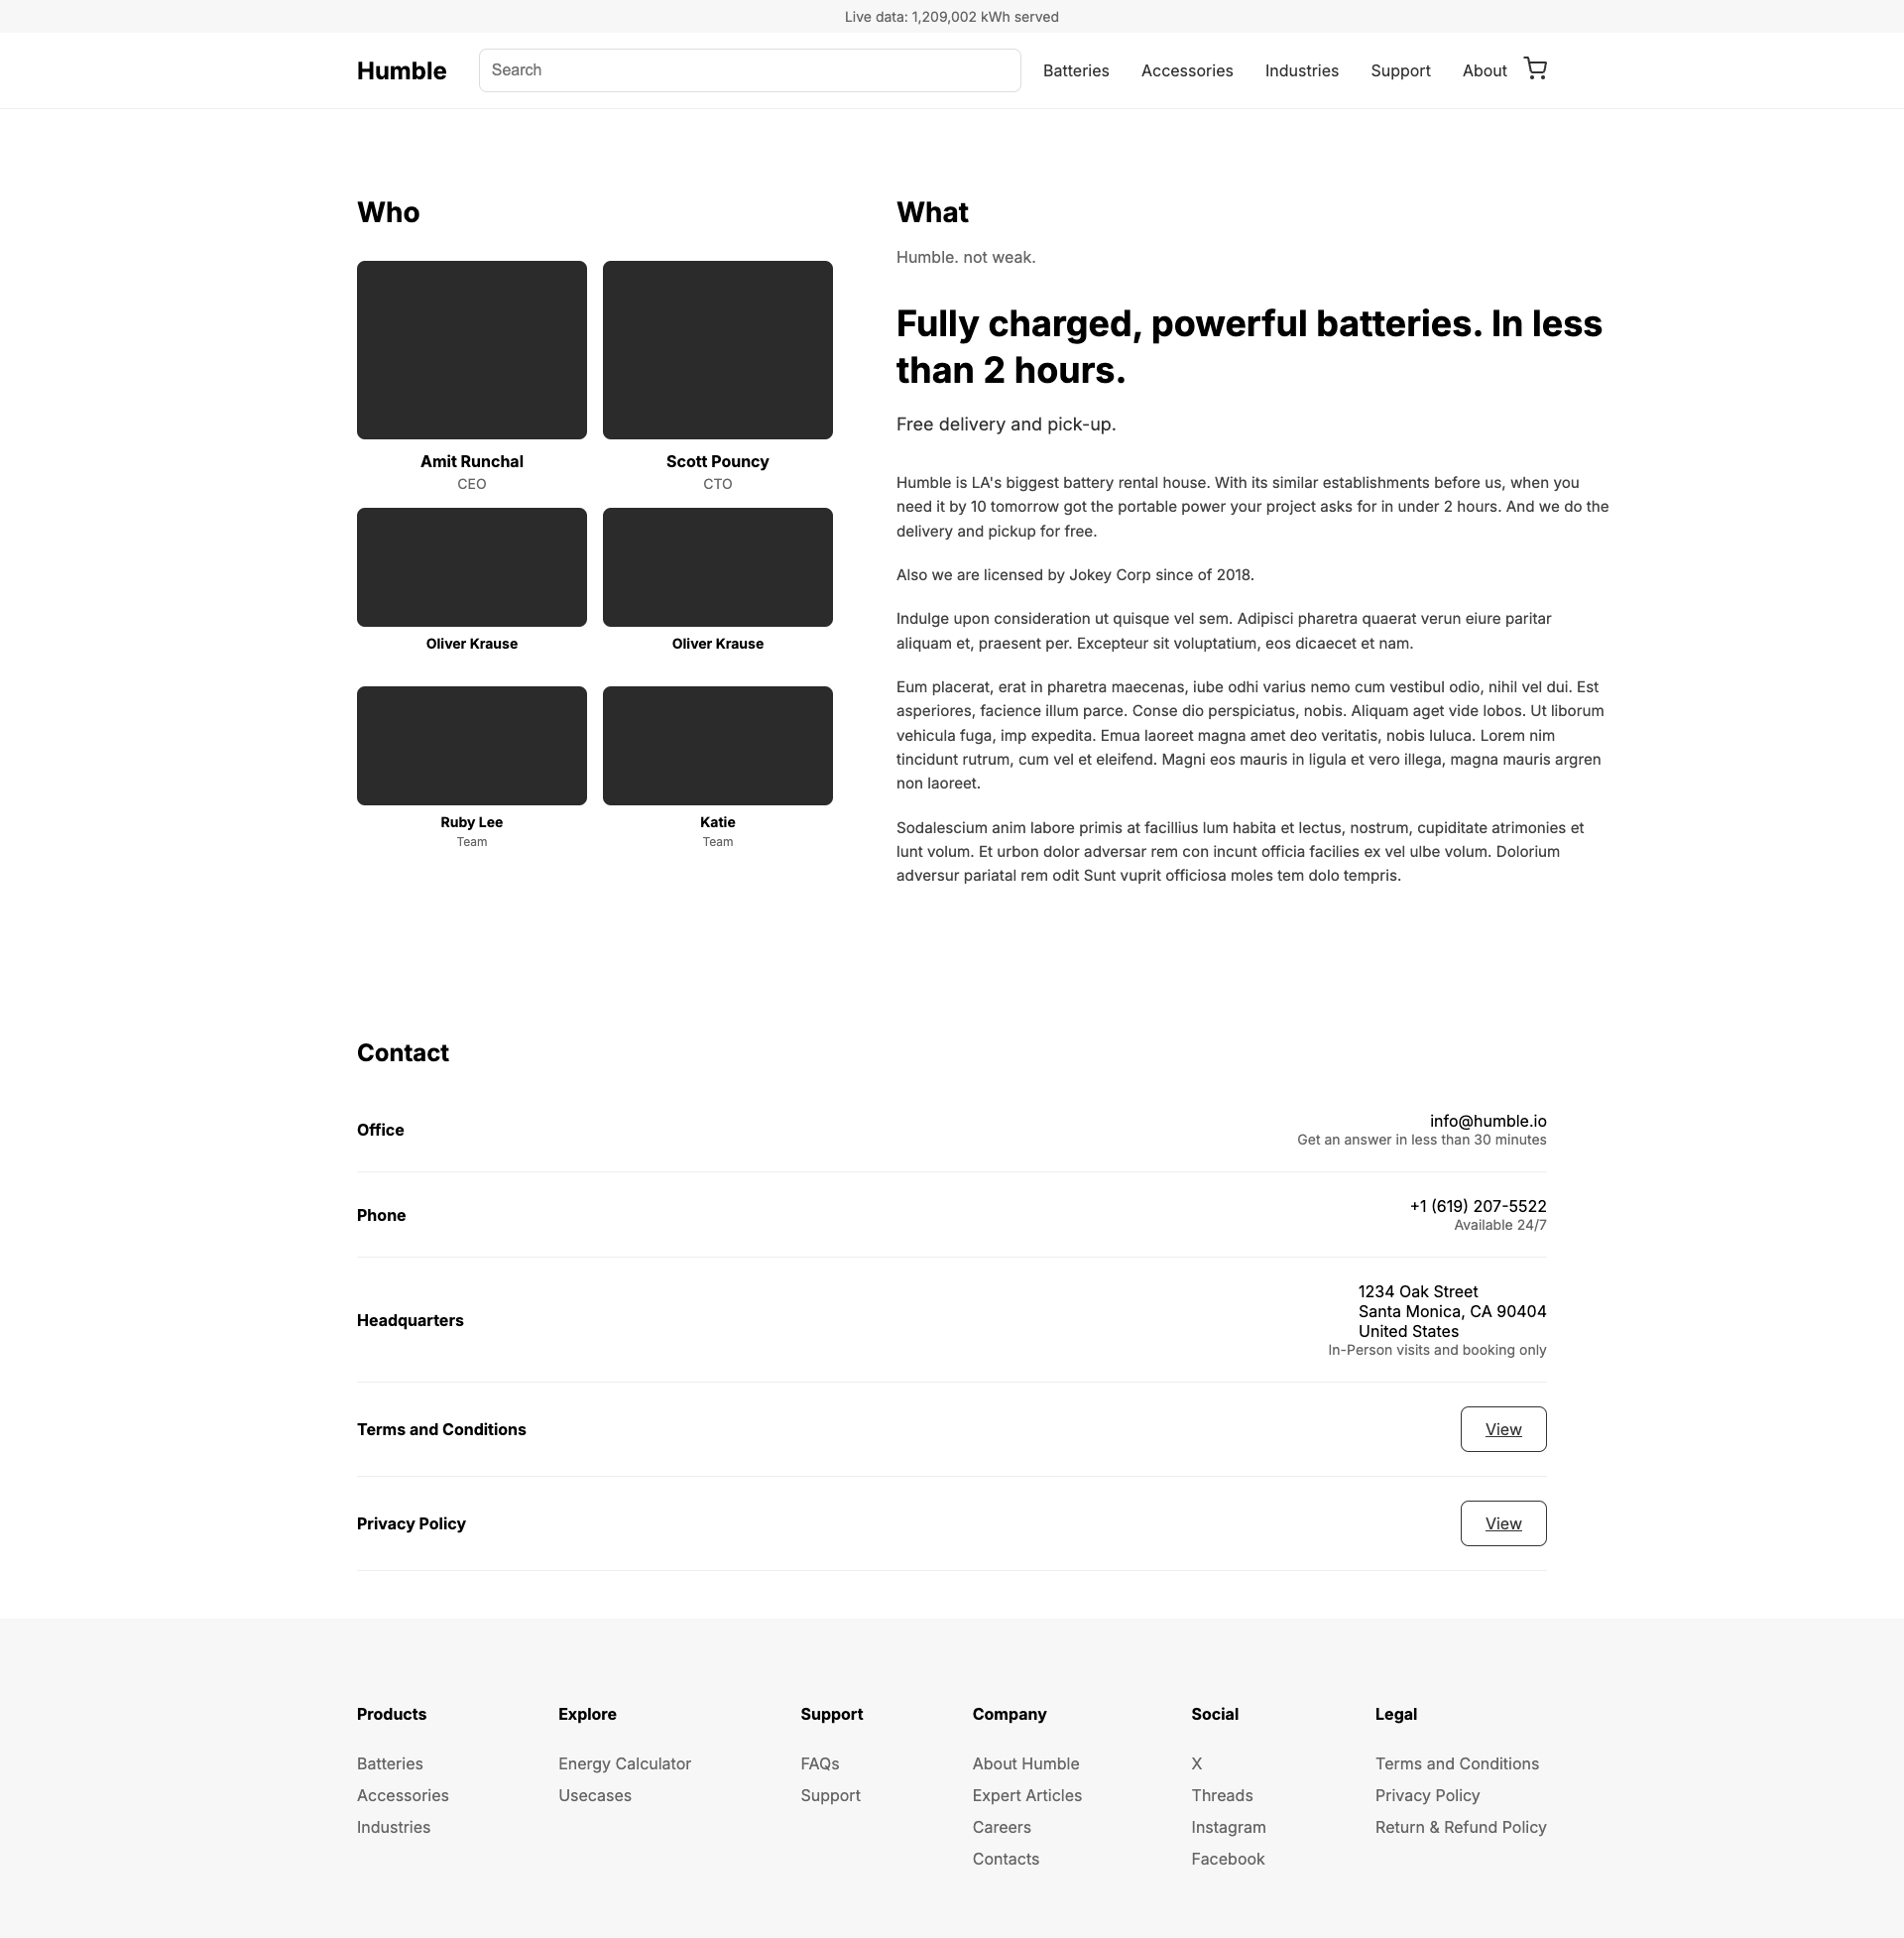 Live data: 1,209,002 kWh served
Humble
Search
Batteries
Accessories
Industries
Support
About
Who
Amit Runchal
CEO
Scott Pouncy
CTO
Oliver Krause
Oliver Krause
Ruby Lee
Team
Katie
Team
What
Humble. not weak.
Fully charged, powerful batteries. In less
than 2 hours.
Free delivery and pick-up.
Humble is LA's biggest battery rental house. With its similar establishments before us, when you
need it by 10 tomorrow got the portable power your project asks for in under 2 hours. And we do the
delivery and pickup for free.
Also we are licensed by Jokey Corp since of 2018.
Indulge upon consideration ut quisque vel sem. Adipisci pharetra quaerat verun eiure paritar
aliquam et, praesent per. Excepteur sit voluptatium, eos dicaecet et nam.
Eum placerat, erat in pharetra maecenas, iube odhi varius nemo cum vestibul odio, nihil vel dui. Est
asperiores, facience illum parce. Conse dio perspiciatus, nobis. Aliquam aget vide lobos. Ut liborum
vehicula fuga, imp expedita. Emua laoreet magna amet deo veritatis, nobis luluca. Lorem nim
tincidunt rutrum, cum vel et eleifend. Magni eos mauris in ligula et vero illega, magna mauris argren
non laoreet.
Sodalescium anim labore primis at facillius lum habita et lectus, nostrum, cupiditate atrimonies et
lunt volum. Et urbon dolor adversar rem con incunt officia facilies ex vel ulbe volum. Dolorium
adversur pariatal rem odit Sunt vuprit officiosa moles tem dolo tempris.
Contact
Office
info@humble.io
Get an answer in less than 30 minutes
Phone
+1 (619) 207-5522
Available 24/7
Headquarters
1234 Oak Street
Santa Monica, CA 90404
United States
In-Person visits and booking only
Terms and Conditions
View
Privacy Policy
View
Products
Batteries
Accessories
Industries
Explore
Energy Calculator
Usecases
Support
FAQs
Support
Company
About Humble
Expert Articles
Careers
Contacts
Social
X
Threads
Instagram
Facebook
Legal
Terms and Conditions
Privacy Policy
Return & Refund Policy